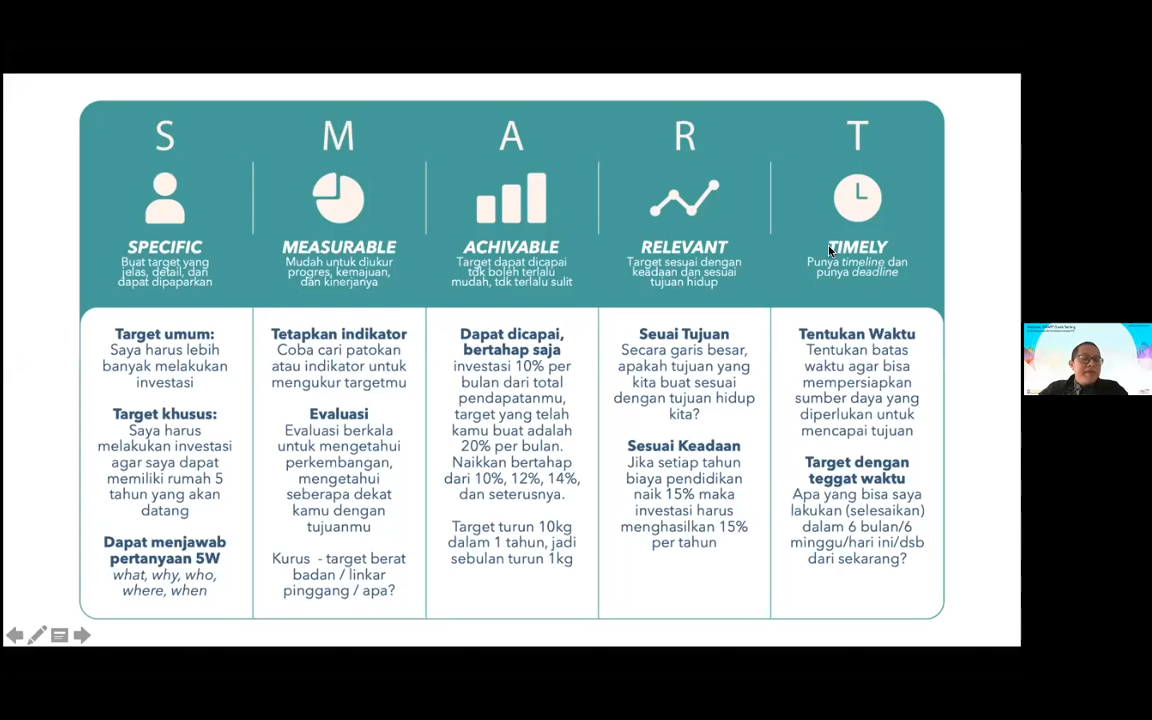 S
M
A
R
T
SPECIFIC
Buat target yang
jelas, detail, dan
dapat dipaparkan
MEASURABLE
Mudah untuk diukur
progres, kemajuan,
dan kinerjanya
ACHIVABLE
Target dapat dicapai
tdk boleh terlalu
mudah, tdk terlalu sulit
RELEVANT
Target sesuai dengan
keadaan dan sesuai
tujuan hidup
TIMELY
Punya timeline dan
punya deadline
Target umum:
Saya harus lebih
banyak melakukan
investasi
Target khusus:
Saya harus
melakukan investasi
agar saya dapat
memiliki rumah 5
tahun yang akan
datang
Dapat menjawab
pertanyaan 5W
what, why, who,
where, when
Tetapkan indikator
Coba cari patokan
atau indikator untuk
mengukur targetmu
Evaluasi
Evaluasi berkala
untuk mengetahui
perkembangan,
mengetahui
seberapa dekat
kamu dengan
tujuanmu
Kurus - target berat
badan / linkar
pinggang / apa?
Dapat dicapai,
bertahap saja
investasi 10% per
bulan dari total
pendapatanmu,
target yang telah
kamu buat adalah
20% per bulan.
Naikkan bertahap
dari 10%, 12%, 14%,
dan seterusnya.
Target turun 10kg
dalam 1 tahun, jadi
sebulan turun 1kg
Seuai Tujuan
Secara garis besar,
apakah tujuan yang
kita buat sesuai
dengan tujuan hidup
kita?
Sesuai Keadaan
Jika setiap tahun
biaya pendidikan
naik 15% maka
investasi harus
menghasilkan 15%
per tahun
Tentukan Waktu
Tentukan batas
waktu agar bisa
mempersiapkan
sumber daya yang
diperlukan untuk
mencapai tujuan
Target dengan
teggat waktu
Apa yang bisa saya
lakukan (selesaikan)
dalam 6 bulan/6
minggu/hari ini/dsb
dari sekarang?